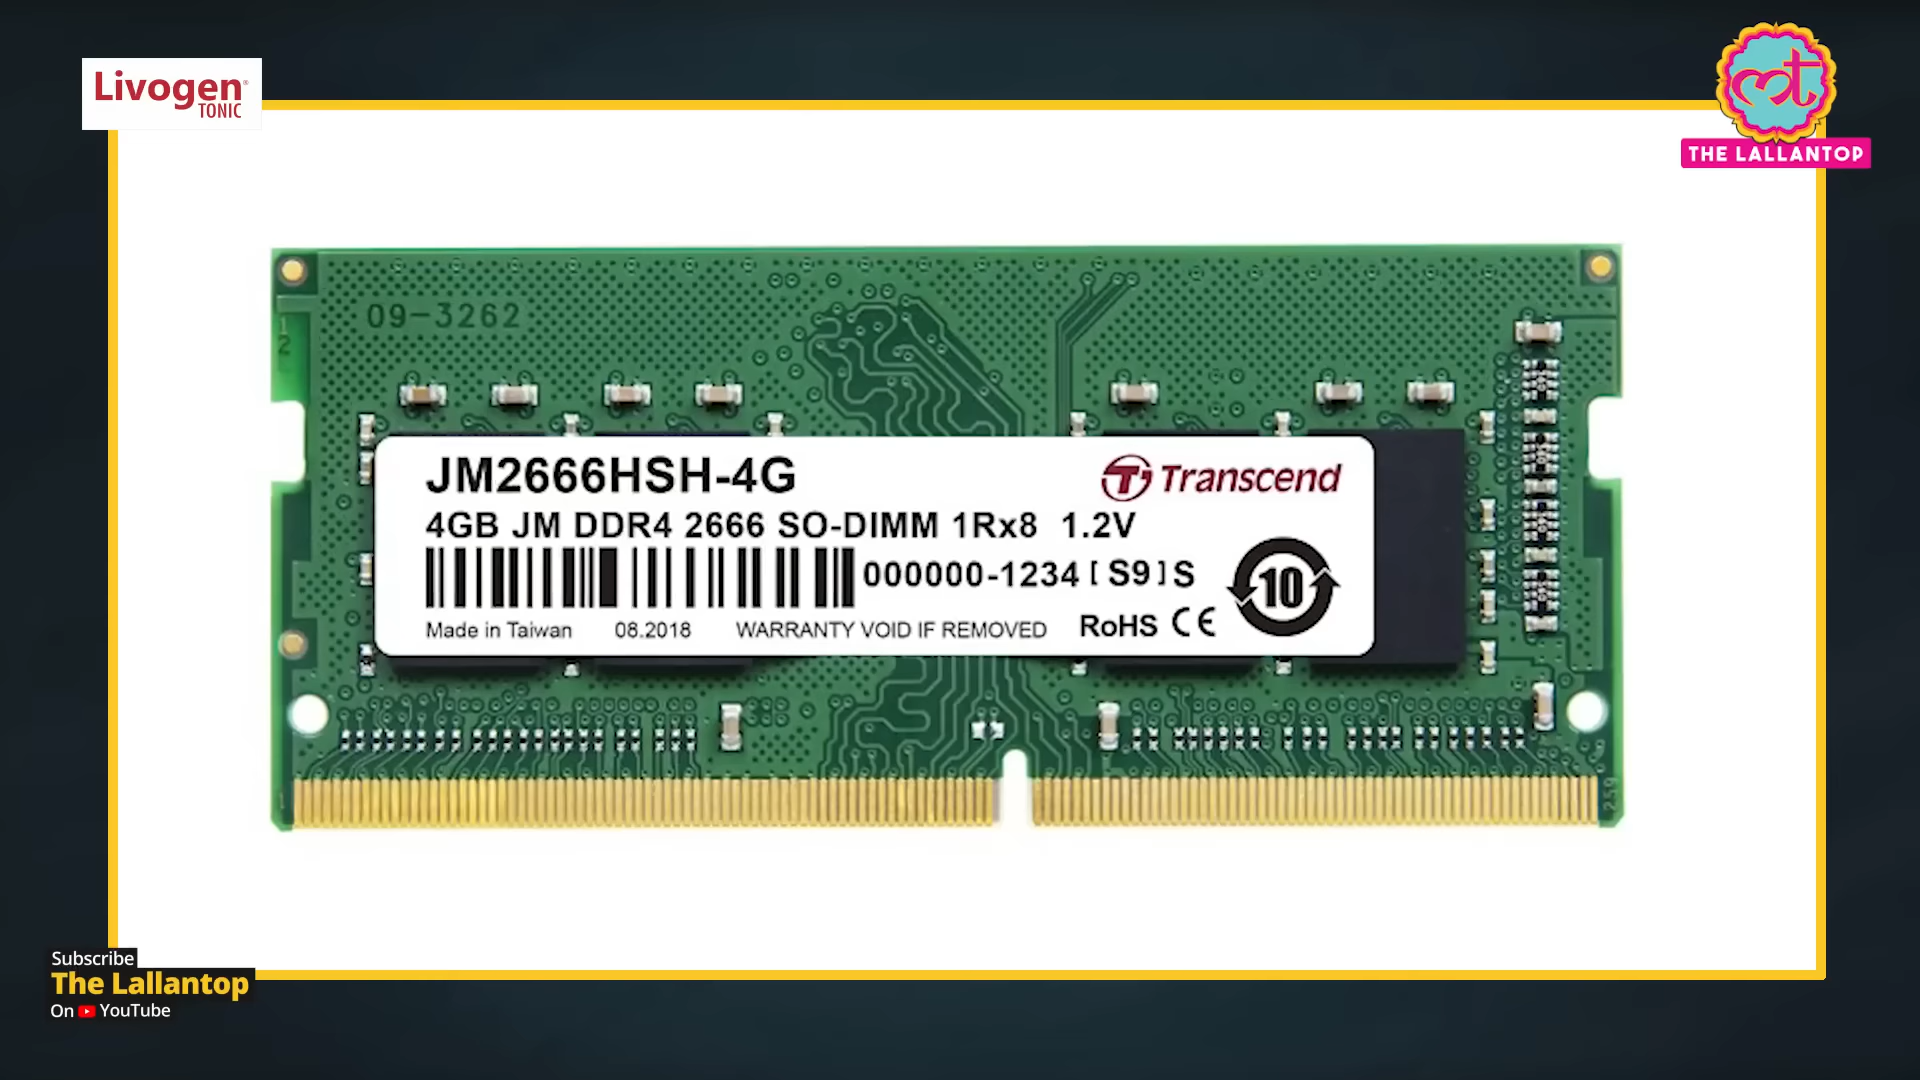 Livogen
TONIC
THE LALLANTOP
09-3262
JM2666HSH-4G
Transcend
4GB JM DDR4 2666 SO-DIMM 1Rx8 1.2V
000000-1234 [ S9 ] S
10
Made in Taiwan 08.2018 WARRANTY VOID IF REMOVED RoHS CE
259
Subscribe
The Lallantop
On YouTube